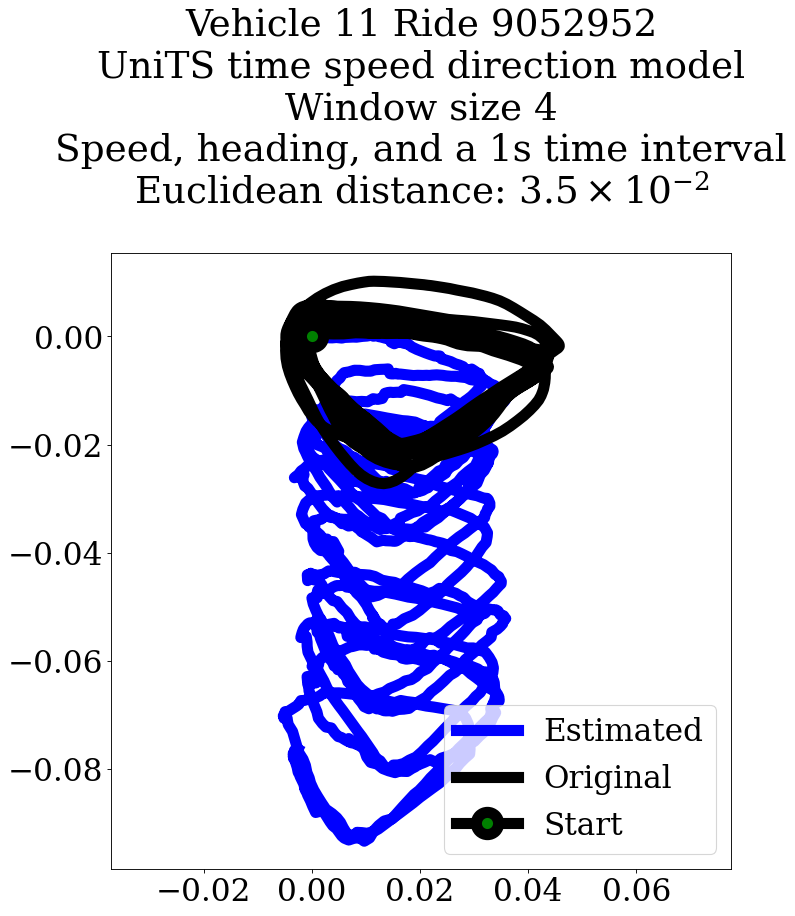 Vehicle 11 Ride 9052952
UniTS time speed direction model
Window size 4
Speed, heading, and a 1s time interval
Euclidean distance: 3.5 × 10⁻²
0.00
−0.02
−0.04
−0.06
−0.08
Estimated
Original
Start
−0.02 0.00 0.02 0.04 0.06